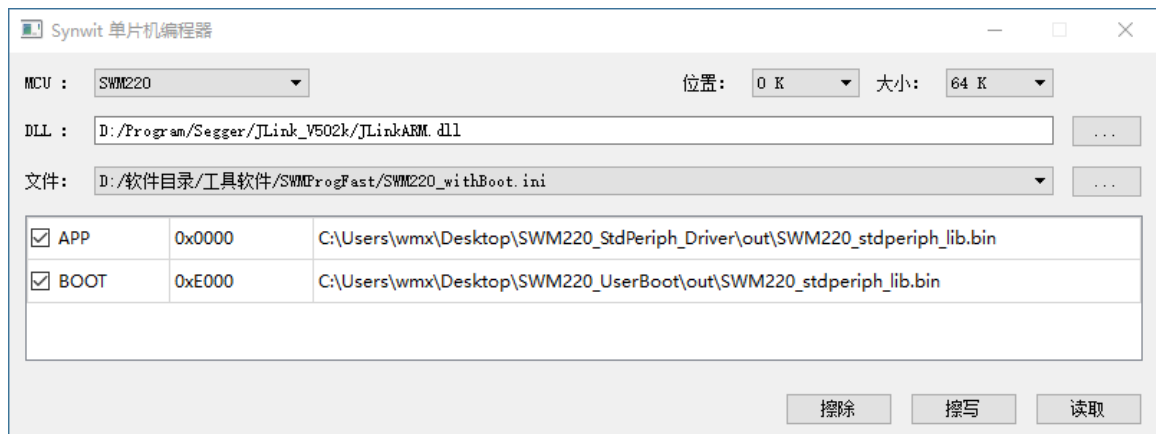 Synwit 单片机编程器
MCU : SWM220 位置: 0 K 大小: 64 K
DLL : D:/Program/Segger/JLink_V502k/JLinkARM.dll ...
文件: D:/软件目录/工具软件/SWMProgFast/SWM220_withBoot.ini ...
APP 0x0000 C:\Users\wmx\Desktop\SWM220_StdPeriph_Driver\out\SWM220_stdperiph_lib.bin
BOOT 0xE000 C:\Users\wmx\Desktop\SWM220_UserBoot\out\SWM220_stdperiph_lib.bin
擦除 擦写 读取